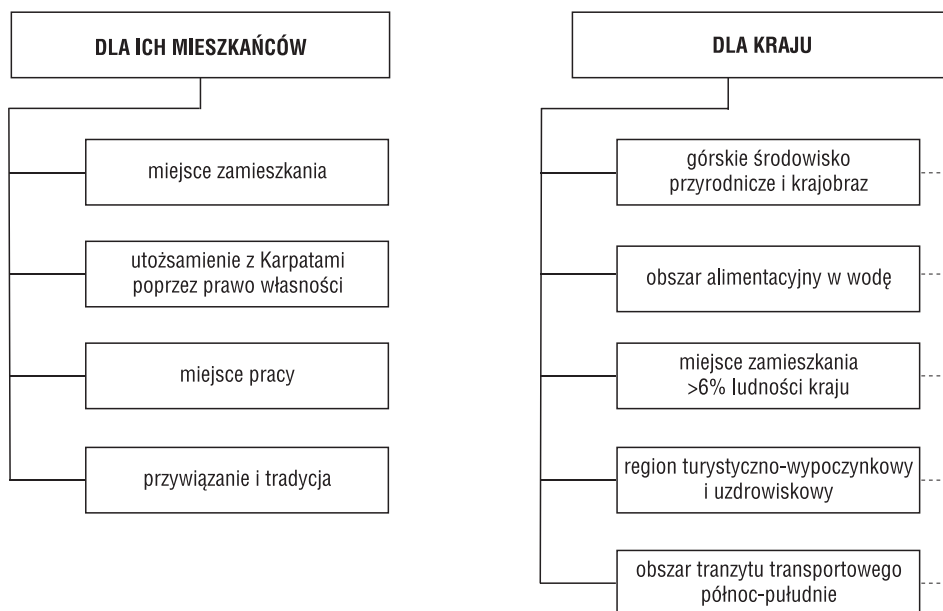 DLA ICH MIESZKAŃCÓW
miejsce zamieszkania
utożsamienie z Karpatami
poprzez prawo własności
miejsce pracy
przywiązanie i tradycja
DLA KRAJU
górskie środowisko
przyrodnicze i krajobraz
obszar alimentacyjny w wodę
miejsce zamieszkania
>6% ludności kraju
region turystyczno-wypoczynkowy
i uzdrowiskowy
obszar tranzytu transportowego
północ-pułudnie